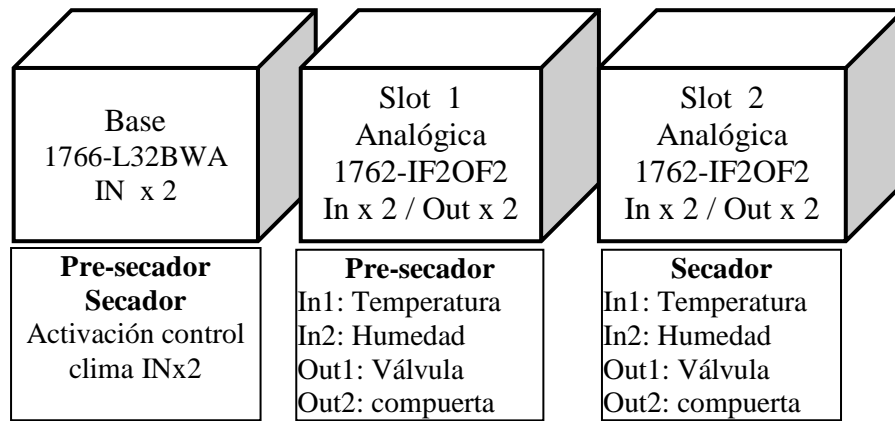 Base
1766-L32BWA
IN x 2
Slot 1
Analógica
1762-IF2OF2
In x 2 / Out x 2
Slot 2
Analógica
1762-IF2OF2
In x 2 / Out x 2
Pre-secador
Secador
Activación control
clima INx2
Pre-secador
In1: Temperatura
In2: Humedad
Out1: Válvula
Out2: compuerta
Secador
In1: Temperatura
In2: Humedad
Out1: Válvula
Out2: compuerta